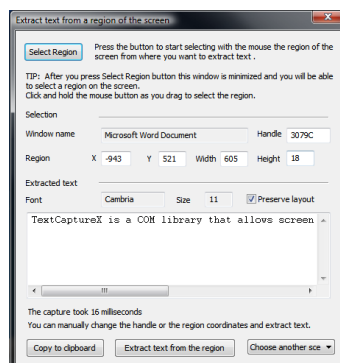 Extract text from a region of the screen
Select Region
Press the button to start selecting with the mouse the region of the
screen from where you want to extract text .
TIP: After you press Select Region button this window is minimized and you will be able
to select a region on the screen.
Click and hold the mouse button as you drag to select the region.
Selection
Window name Microsoft Word Document Handle 3079C
Region X -943 Y 521 Width 605 Height 18
Extracted text
Font Cambria Size 11 Preserve layout
TextCaptureX is a COM library that allows screen
The capture took 16 milliseconds
You can manually change the handle or the region coordinates and extract text.
Copy to clipboard Extract text from the region Choose another sce